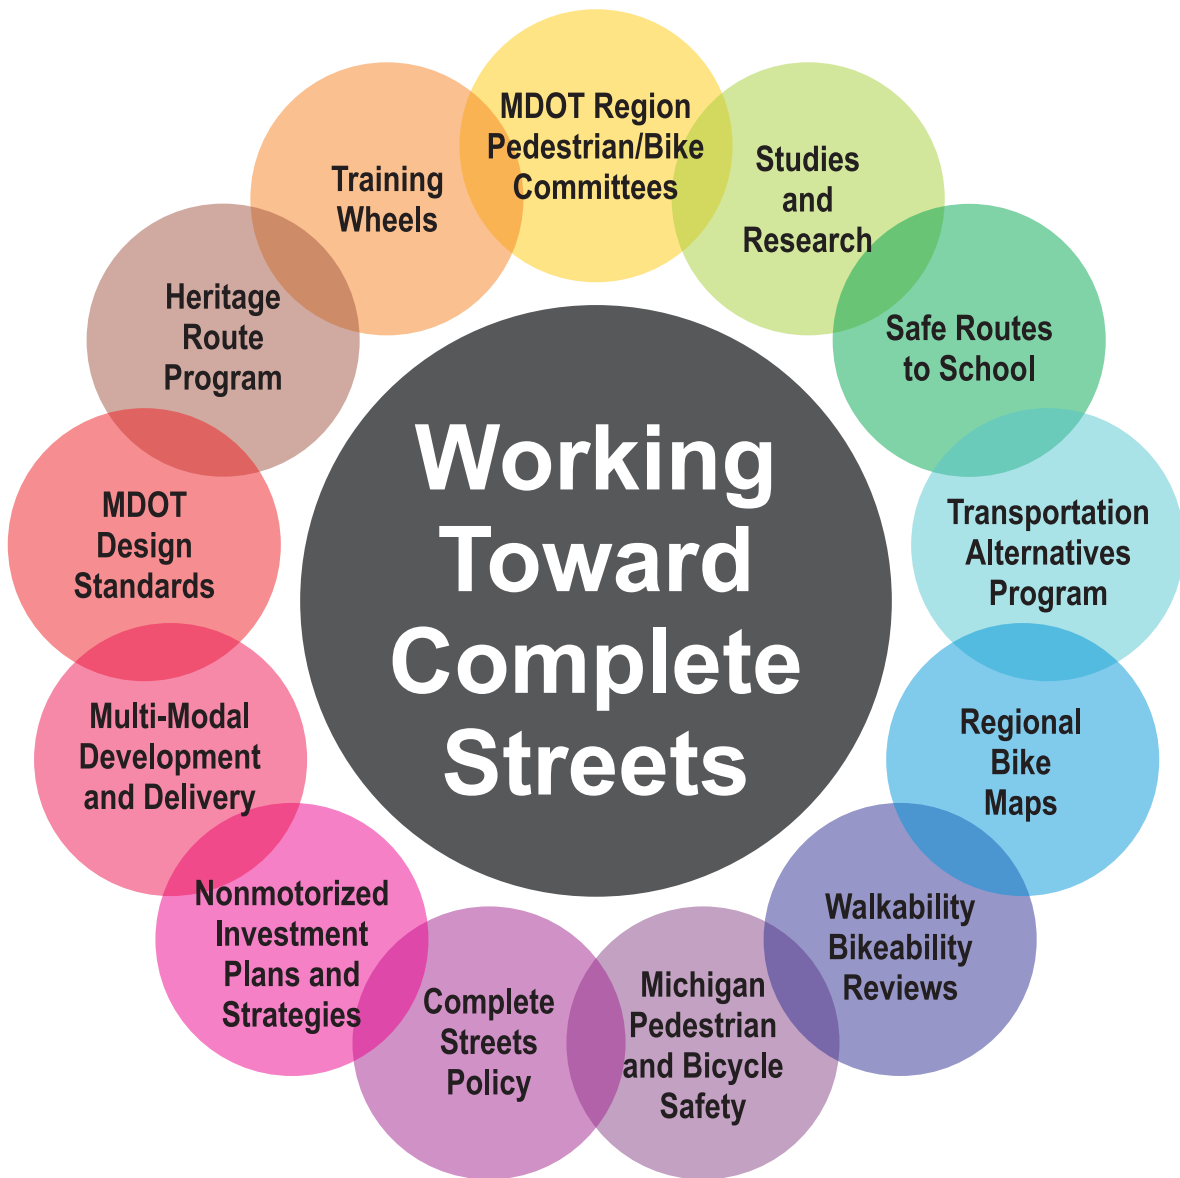 MDOT Region
Pedestrian/Bike
Committees
Studies
and
Research
Safe Routes
to School
Transportation
Alternatives
Program
Regional
Bike
Maps
Walkability
Bikeability
Reviews
Michigan
Pedestrian
and Bicycle
Safety
Complete
Streets
Policy
Nonmotorized
Investment
Plans and
Strategies
Multi-Modal
Development
and Delivery
MDOT
Design
Standards
Heritage
Route
Program
Training
Wheels
Working
Toward
Complete
Streets